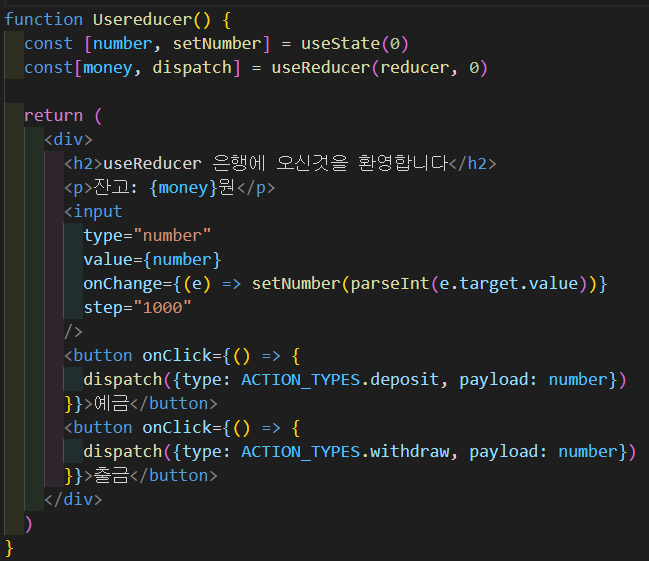 function Usereducer() {
  const [number, setNumber] = useState(0)
  const[money, dispatch] = useReducer(reducer, 0)

  return (
    <div>
      <h2>useReducer 은행에 오신것을 환영합니다</h2>
      <p>잔고: {money}원</p>
      <input
        type="number"
        value={number}
        onChange={(e) => setNumber(parseInt(e.target.value))}
        step="1000"
      />
      <button onClick={() => {
        dispatch({type: ACTION_TYPES.deposit, payload: number})
      }}>예금</button>
      <button onClick={() => {
        dispatch({type: ACTION_TYPES.withdraw, payload: number})
      }}>출금</button>
    </div>
  )
}